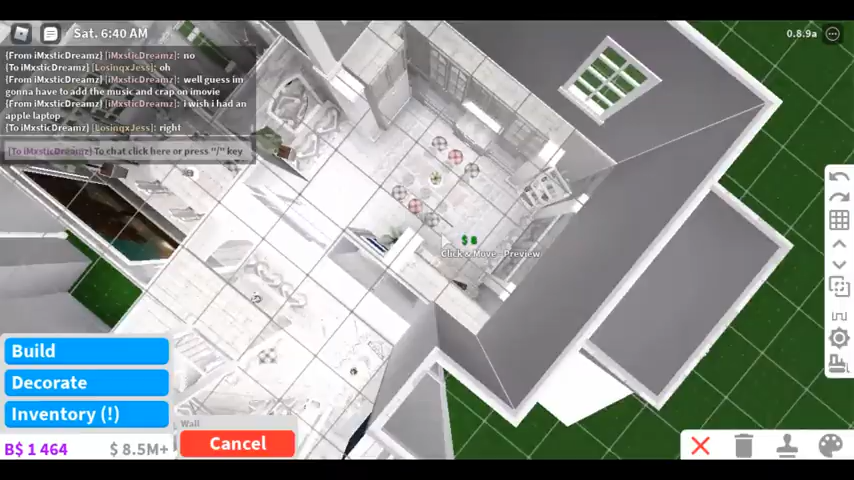 Sat. 6:40 AM
0.8.9a
{From iMxsticDreamz} [iMxsticDreamz]: no
{To iMxsticDreamz} [LosinqxJess]: oh
{From iMxsticDreamz} [iMxsticDreamz]: well guess im
gonna have to add the music and crap on imovie
{From iMxsticDreamz} [iMxsticDreamz]: i wish i had an
apple laptop
{To iMxsticDreamz} [LosinqxJess]: right
[To iMxsticDreamz] To chat click here or press "/" key
Click & Move - Preview
Build
Decorate
Inventory (!)
Wall
B$ 1 464
$ 8.5M+
Cancel